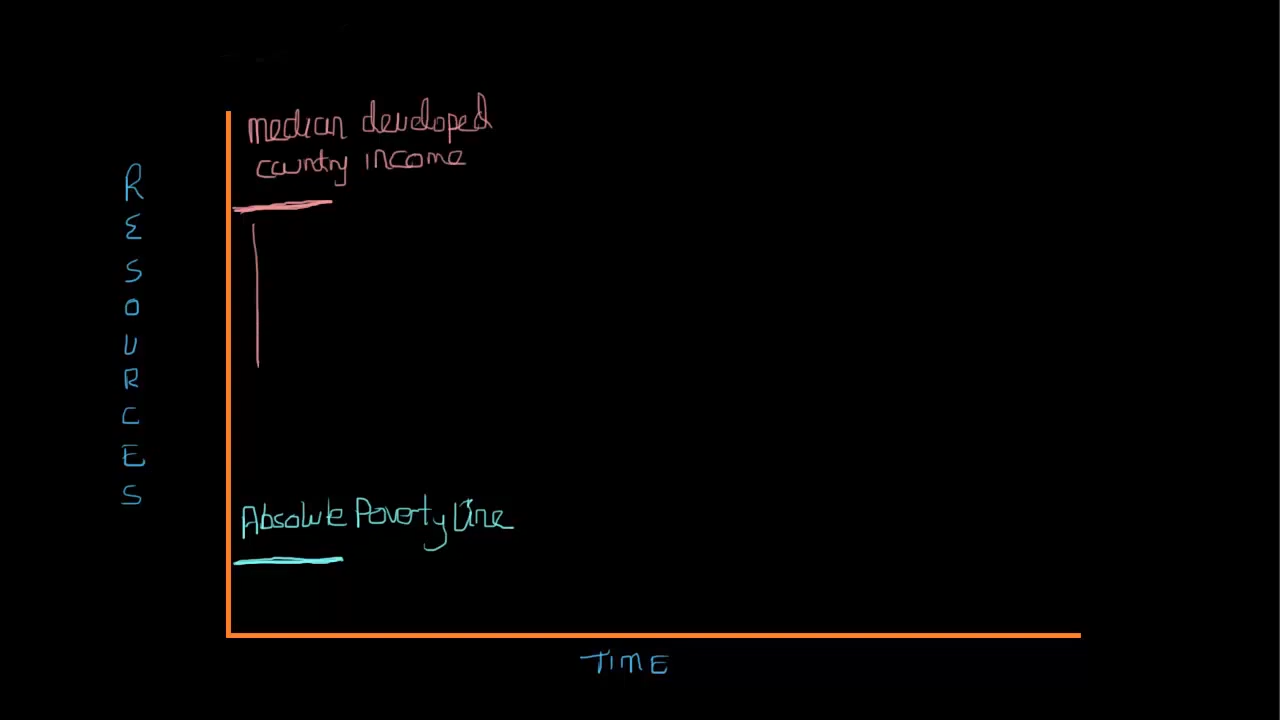 median developed
country income
RESOURCES
Absolute Poverty Line
TIME